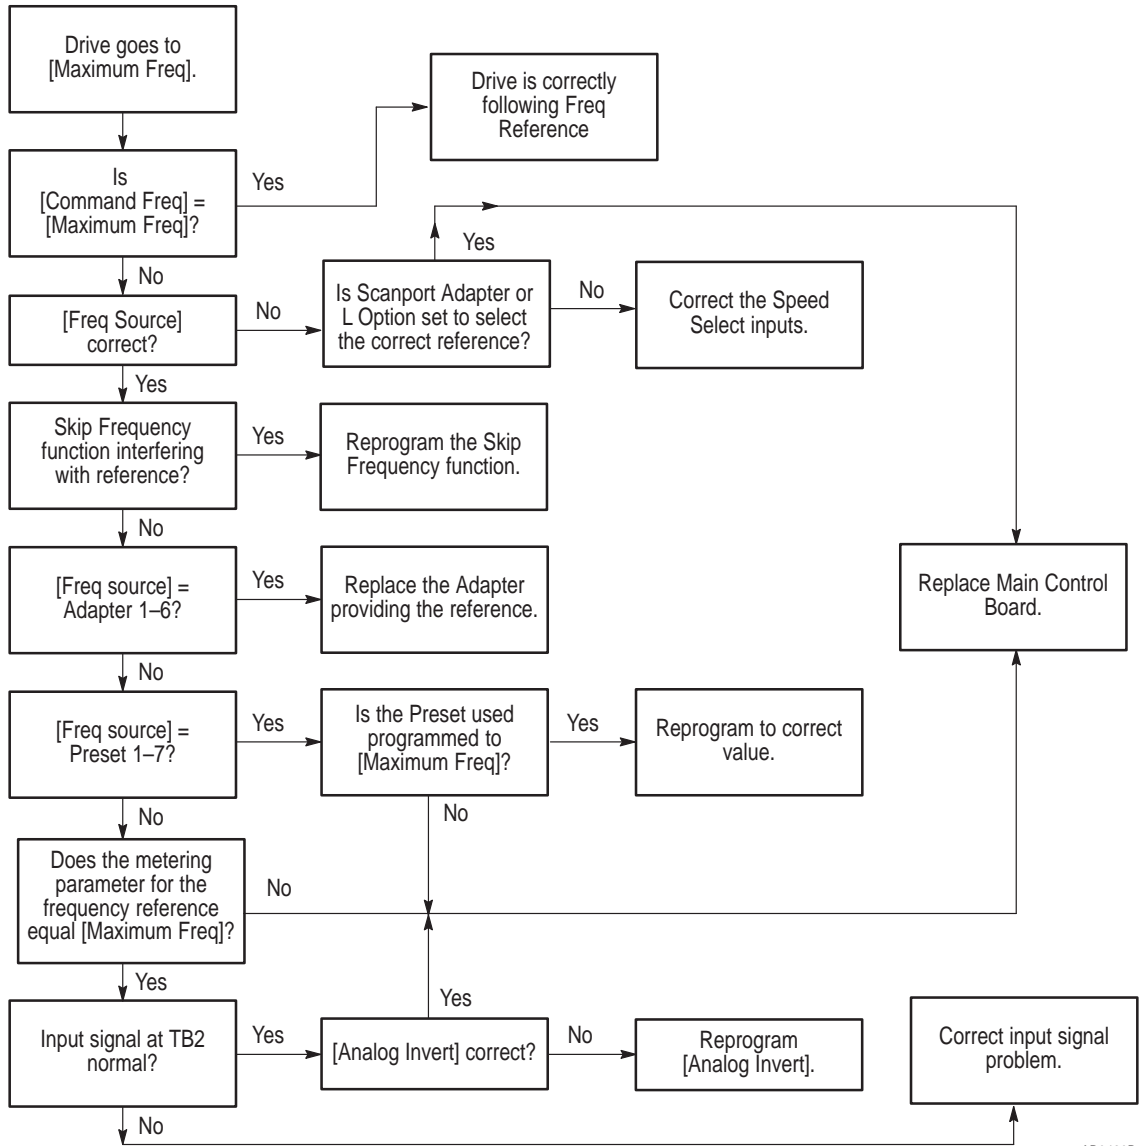 Drive goes to
[Maximum Freq].
Drive is correctly
following Freq
Reference
Is
[Command Freq] =
[Maximum Freq]?
Yes
No
Yes
[Freq Source]
correct?
No
Is Scanport Adapter or
L Option set to select
the correct reference?
No
Correct the Speed
Select inputs.
Yes
Skip Frequency
function interfering
with reference?
Yes
Reprogram the Skip
Frequency function.
No
[Freq source] =
Adapter 1–6?
Yes
Replace the Adapter
providing the reference.
Replace Main Control
Board.
No
[Freq source] =
Preset 1–7?
Yes
Is the Preset used
programmed to
[Maximum Freq]?
Yes
Reprogram to correct
value.
No
No
Does the metering
parameter for the
frequency reference
equal [Maximum Freq]?
No
Yes
Yes
Input signal at TB2
normal?
Yes
[Analog Invert] correct?
No
Reprogram
[Analog Invert].
Correct input signal
problem.
No